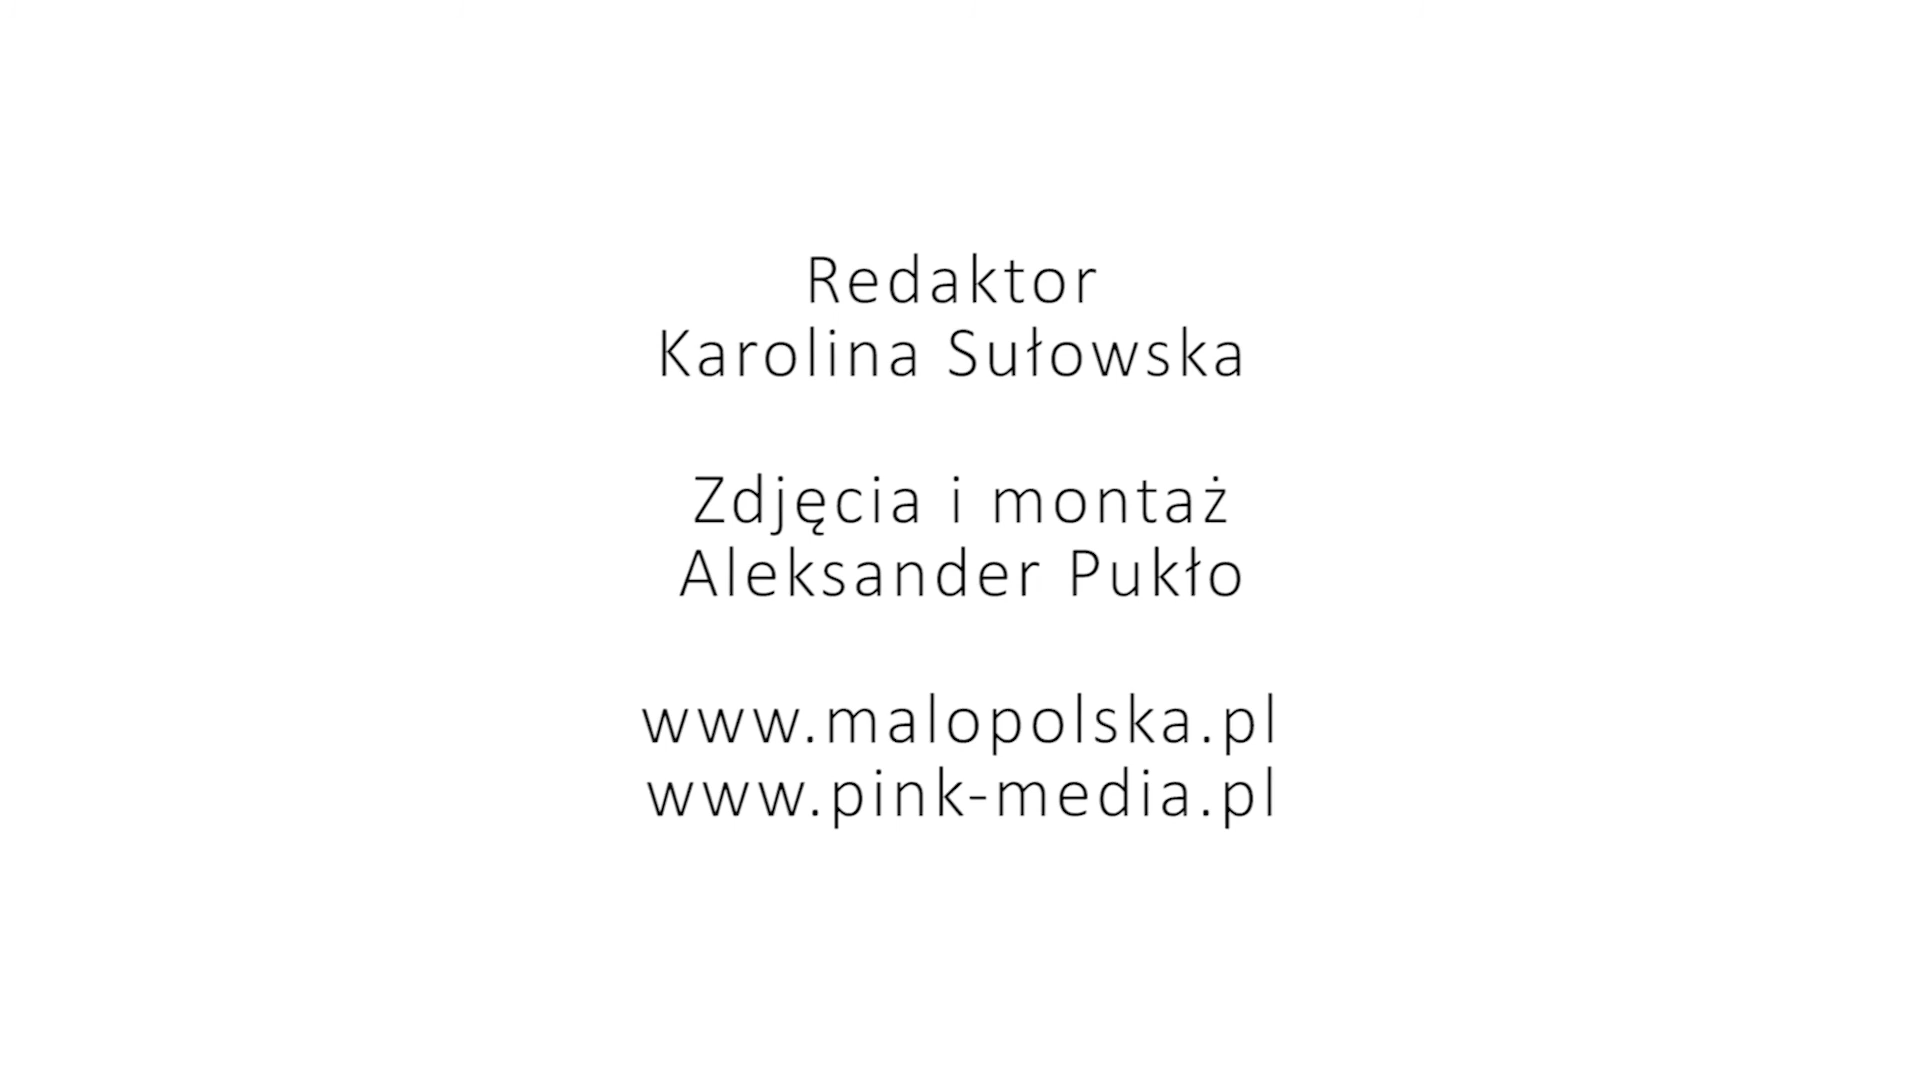 Redaktor
Karolina Sułowska
Zdjęcia i montaż
Aleksander Pukło
www.malopolska.pl
www.pink-media.pl